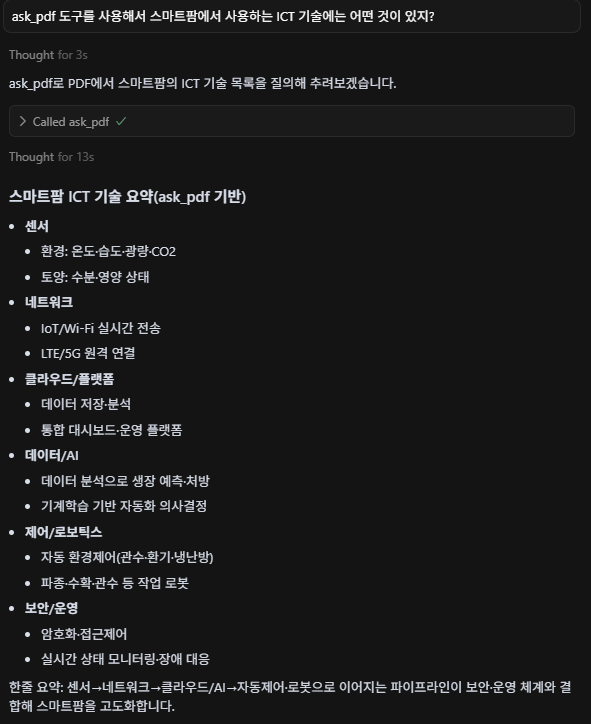 ask_pdf 도구를 사용해서 스마트팜에서 사용하는 ICT 기술에는 어떤 것이 있지?
Thought for 3s
ask_pdf로 PDF에서 스마트팜의 ICT 기술 목록을 질의해 추려보겠습니다.
> Called ask_pdf ✓
Thought for 13s
스마트팜 ICT 기술 요약(ask_pdf 기반)
• 센서
• 환경: 온도·습도·광량·CO2
• 토양: 수분·영양 상태
• 네트워크
• IoT/Wi-Fi 실시간 전송
• LTE/5G 원격 연결
• 클라우드/플랫폼
• 데이터 저장·분석
• 통합 대시보드·운영 플랫폼
• 데이터/AI
• 데이터 분석으로 생장 예측·처방
• 기계학습 기반 자동화 의사결정
• 제어/로보틱스
• 자동 환경제어(관수·환기·냉난방)
• 파종·수확·관수 등 작업 로봇
• 보안/운영
• 암호화·접근제어
• 실시간 상태 모니터링·장애 대응
한줄 요약: 센서→네트워크→클라우드/AI→자동제어·로봇으로 이어지는 파이프라인이 보안·운영 체계와 결
합해 스마트팜을 고도화합니다.